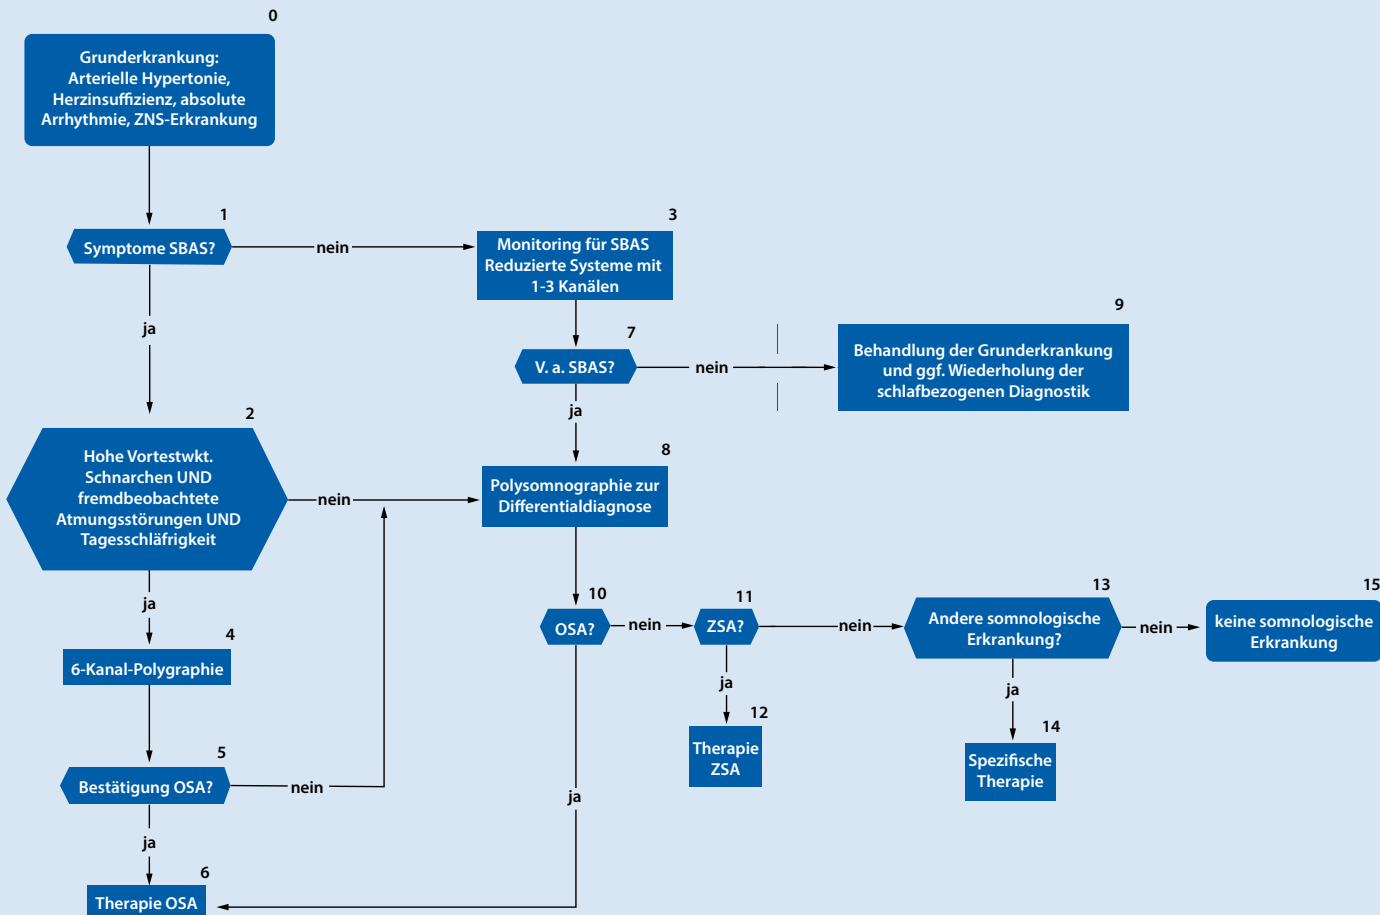 0
Grunderkrankung:
Arterielle Hypertonie,
Herzinsuffizienz, absolute
Arrhythmie, ZNS-Erkrankung
1
Symptome SBAS?
nein
3
Monitoring für SBAS
Reduzierte Systeme mit
1-3 Kanälen
ja
7
V. a. SBAS?
nein
9
Behandlung der Grunderkrankung
und ggf. Wiederholung der
schlafbezogenen Diagnostik
ja
2
Hohe Vortestwkt.
Schnarchen UND
fremdbeobachtete
Atmungsstörungen UND
Tagesschläfrigkeit
nein
8
Polysomnographie zur
Differentialdiagnose
ja
4
6-Kanal-Polygraphie
10
OSA?
nein
11
ZSA?
nein
13
Andere somnologische
Erkrankung?
nein
15
keine somnologische
Erkrankung
ja
12
Therapie
ZSA
ja
14
Spezifische
Therapie
5
Bestätigung OSA?
nein
ja
ja
6
Therapie OSA